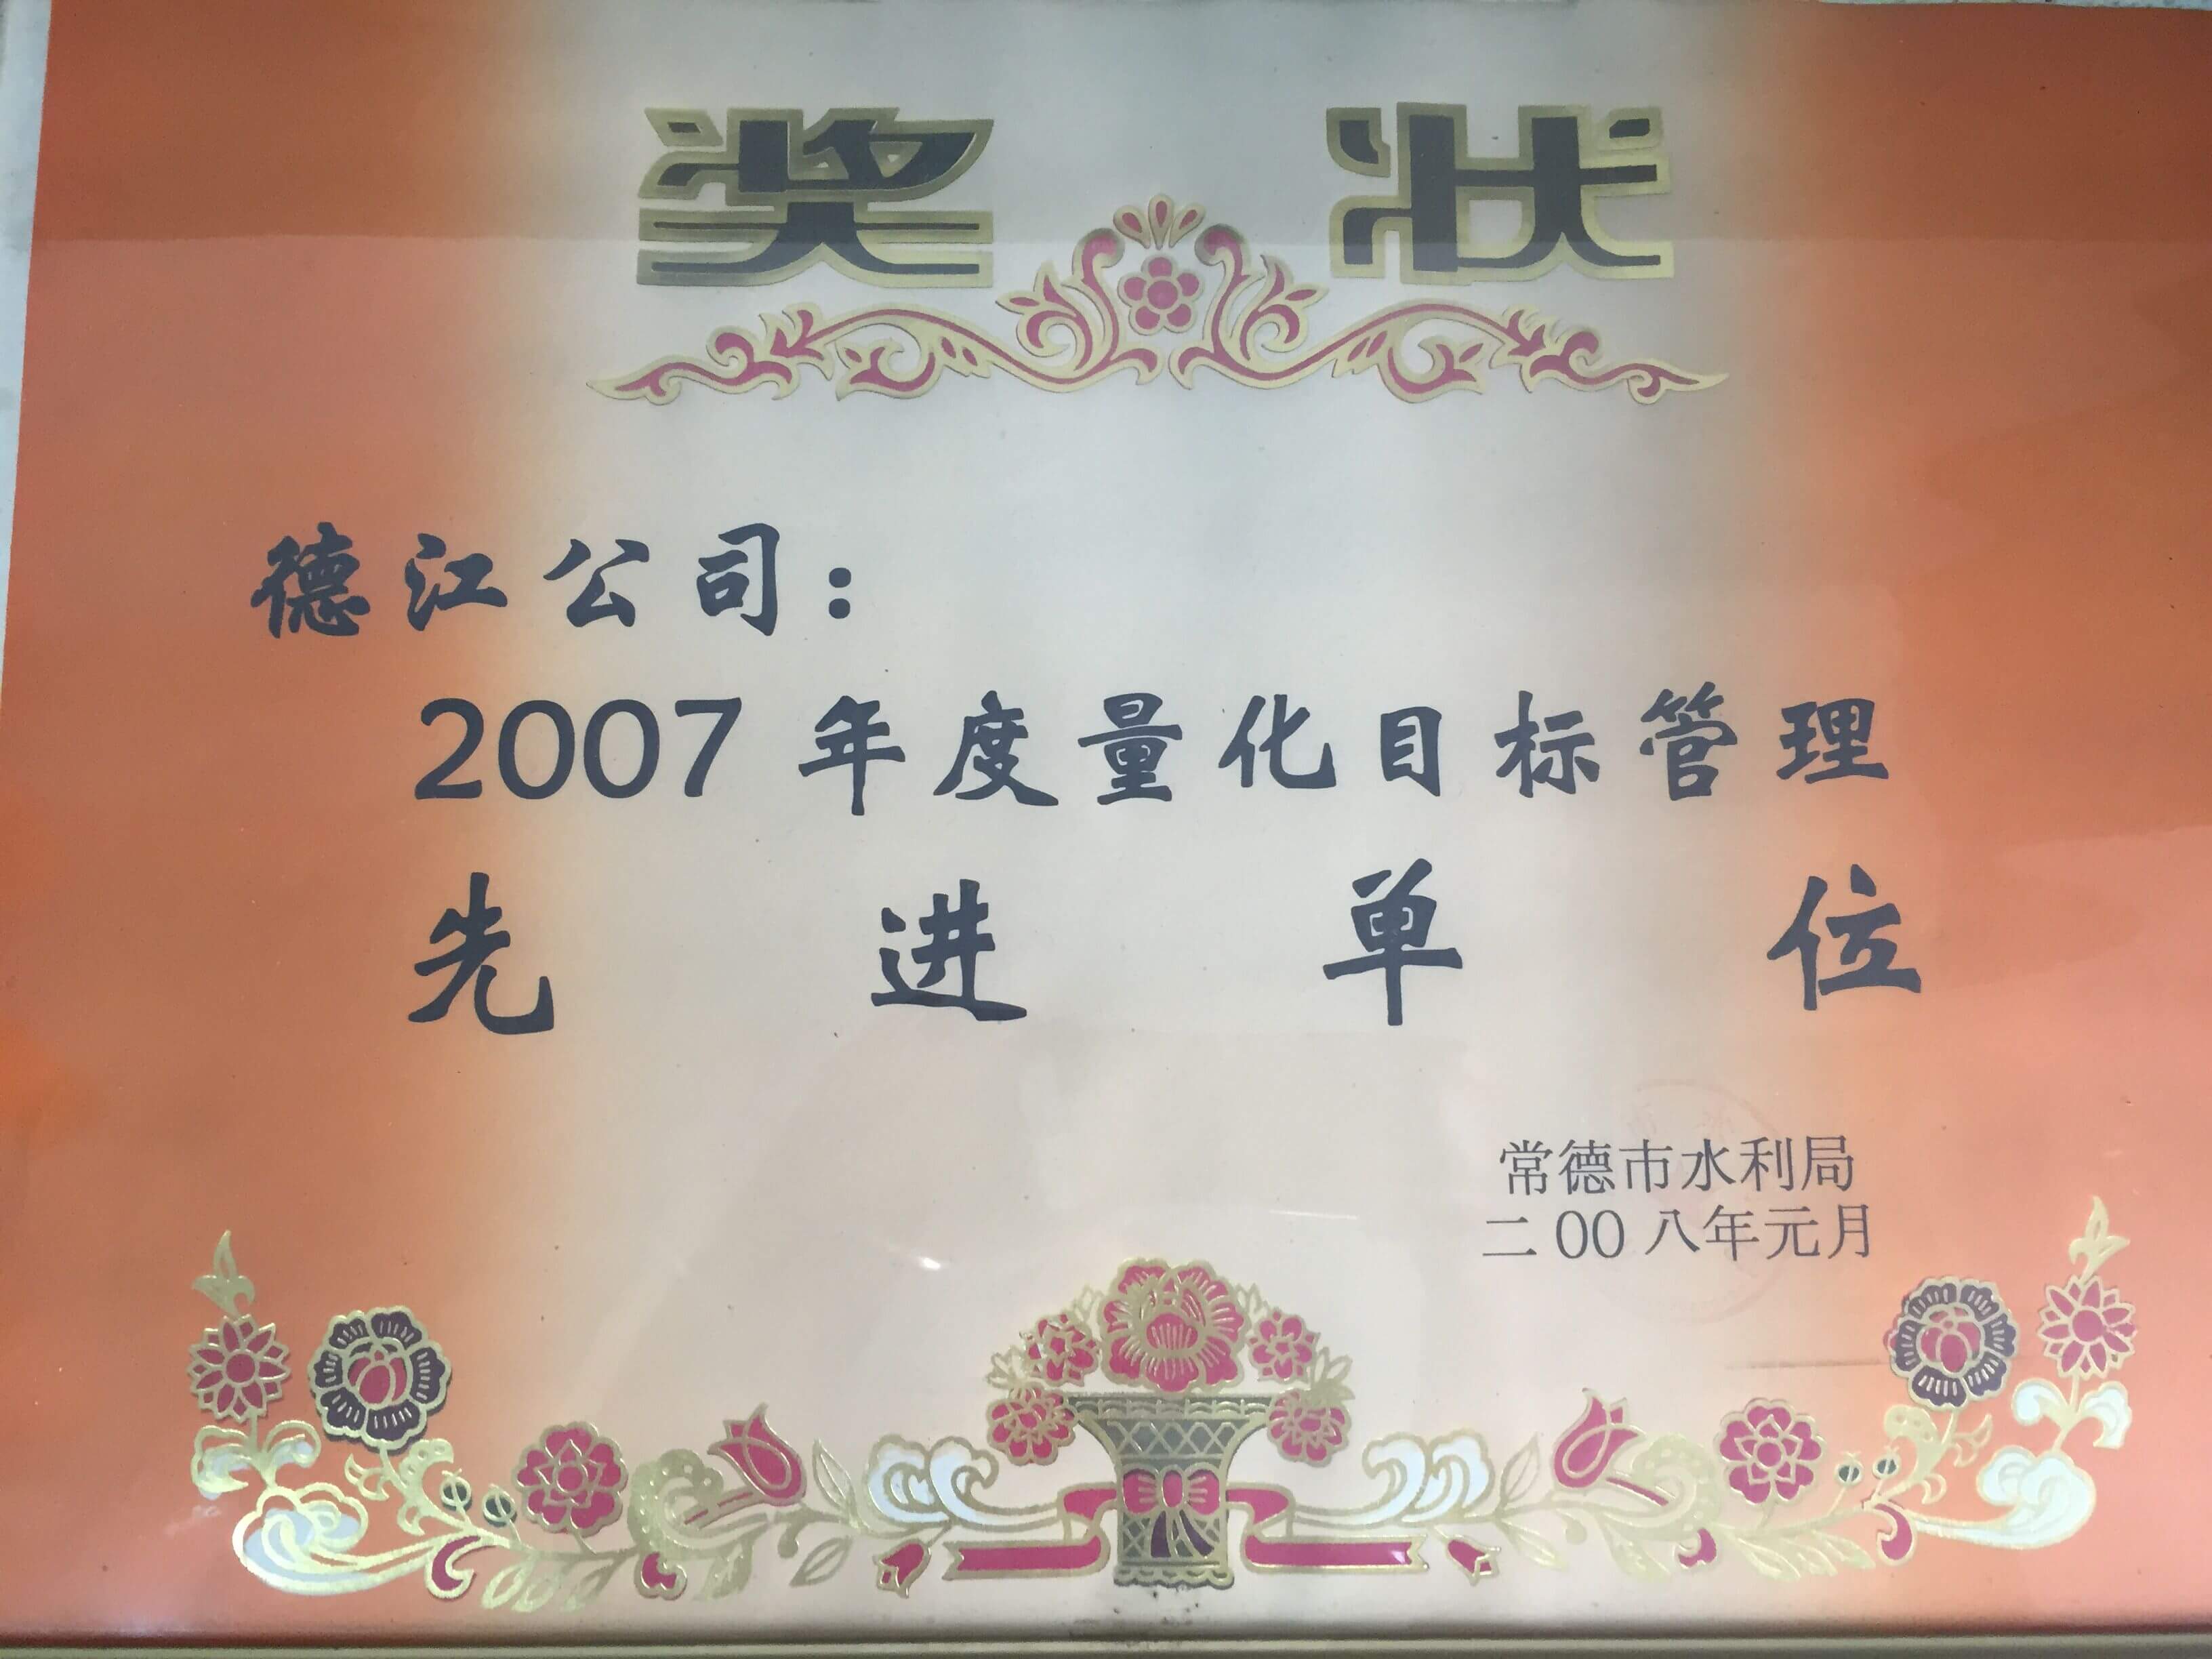 奖状
德江公司：
2007年度量化目标管理
先进单位
常德市水利局
二00八年元月